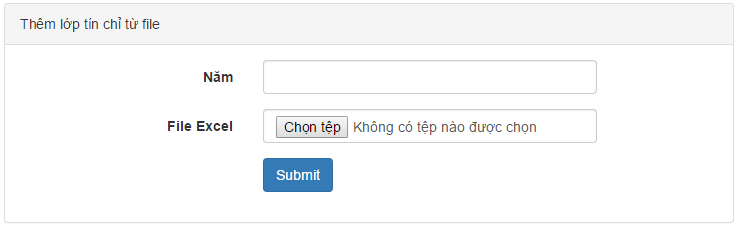 Thêm lớp tín chỉ từ file
Năm
File Excel Chọn tệp Không có tệp nào được chọn
Submit